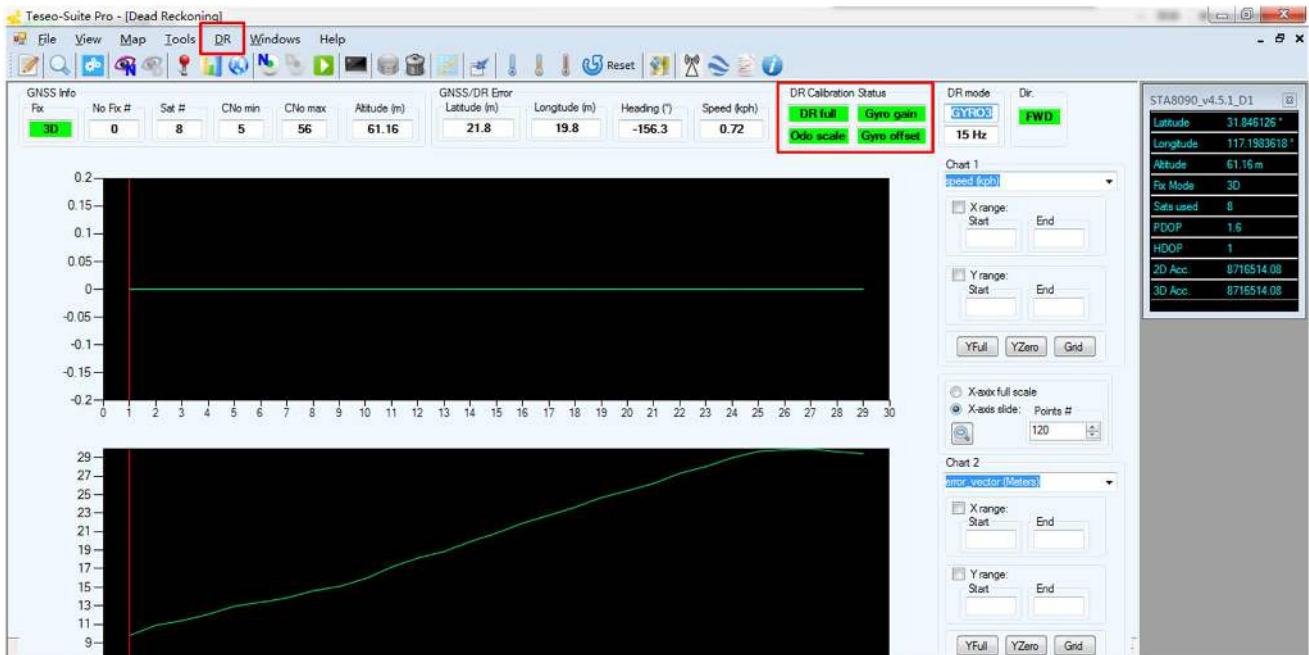 Teseo-Suite Pro - [Dead Reckoning]
File View Map Tools DR Windows Help
Reset
GNSS Info
Fix No Fix # Sat # CNo min CNo max Altitude (m)
3D 0 8 5 56 61.16
GNSS/DR Error
Latitude (m) Longitude (m) Heading (°) Speed (kph)
21.8 19.8 -156.3 0.72
DR Calibration Status
DR full Gyro gain
Odo scale Gyro offset
DR mode
GYRO3
15 Hz
Dir.
FWD
0.2
0.15
0.1
0.05
0
-0.05
-0.1
-0.15
-0.2
0 1 2 3 4 5 6 7 8 9 10 11 12 13 14 15 16 17 18 19 20 21 22 23 24 25 26 27 28 29 30
29
27
25
23
21
19
17
15
13
11
9
Chart 1
speed (kph)
X range:
Start End
Y range:
Start End
YFull YZero Grid
X-axix full scale
X-axis slide: Points #
120
Chart 2
error_vector (Meters)
X range:
Start End
Y range:
Start End
YFull YZero Grid
STA8090_v4.5.1_D1
Latitude 31.846126 °
Longitude 117.1983618 °
Altitude 61.16 m
Fix Mode 3D
Sats used 8
PDOP 1.6
HDOP 1
2D Acc. 8716514.08
3D Acc. 8716514.08